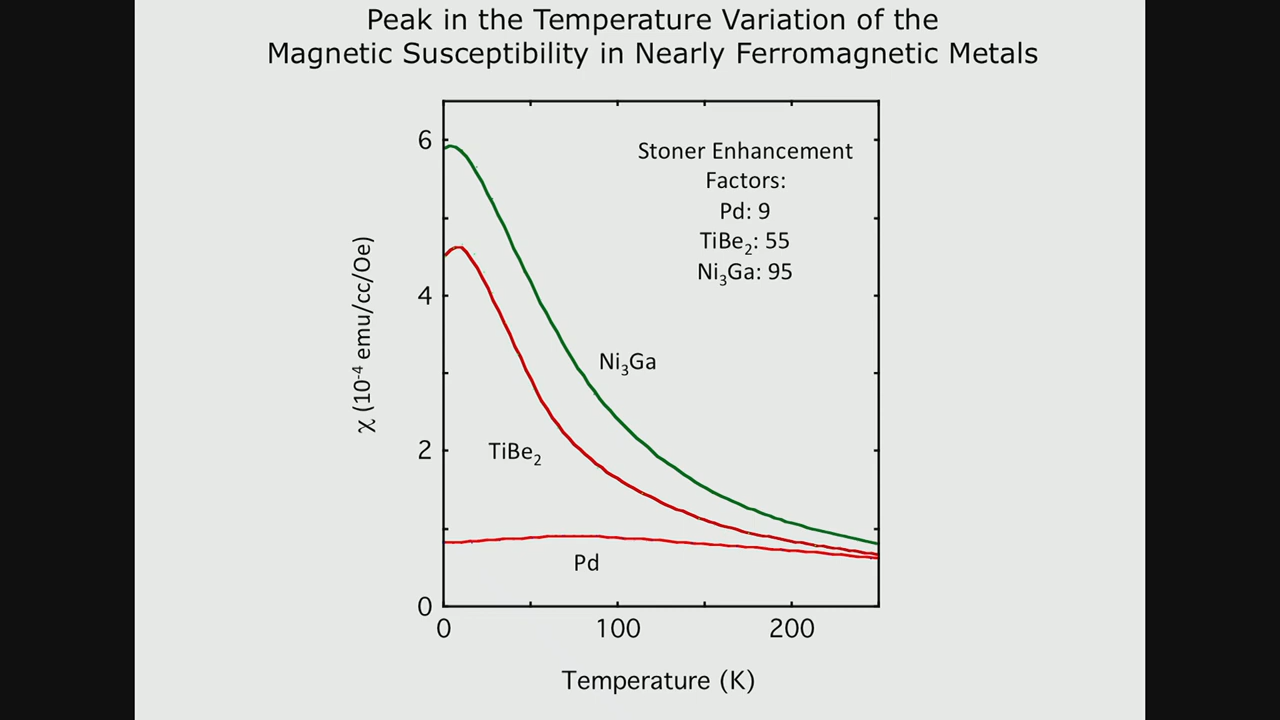 Peak in the Temperature Variation of the
Magnetic Susceptibility in Nearly Ferromagnetic Metals
Stoner Enhancement
Factors:
Pd: 9
TiBe₂: 55
Ni₃Ga: 95
6
4
2
0
χ (10⁻⁴ emu/cc/Oe)
Ni₃Ga
TiBe₂
Pd
0 100 200
Temperature (K)